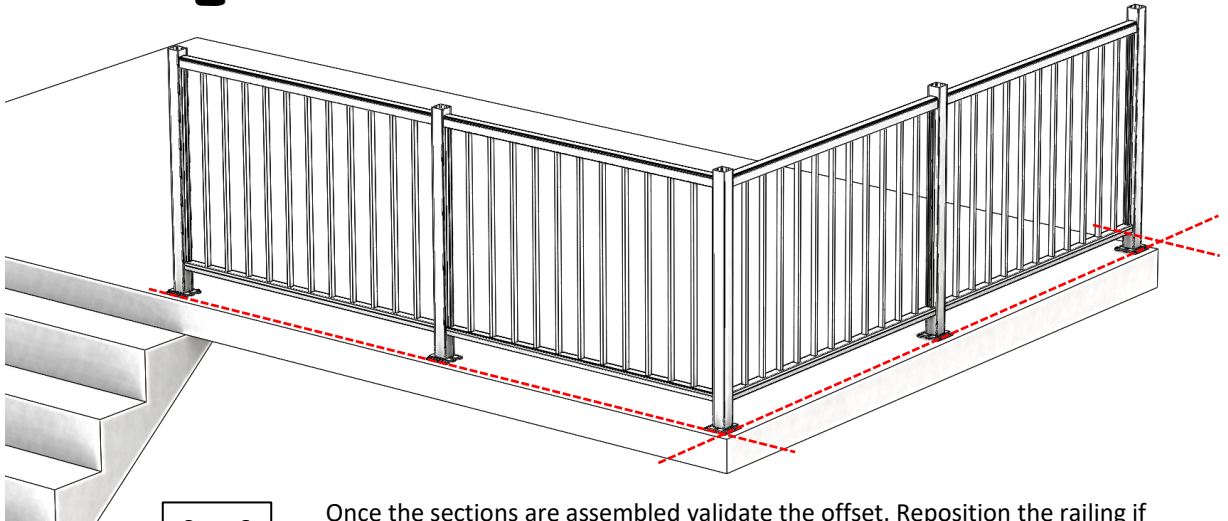 Once the sections are assembled validate the offset. Reposition the railing if